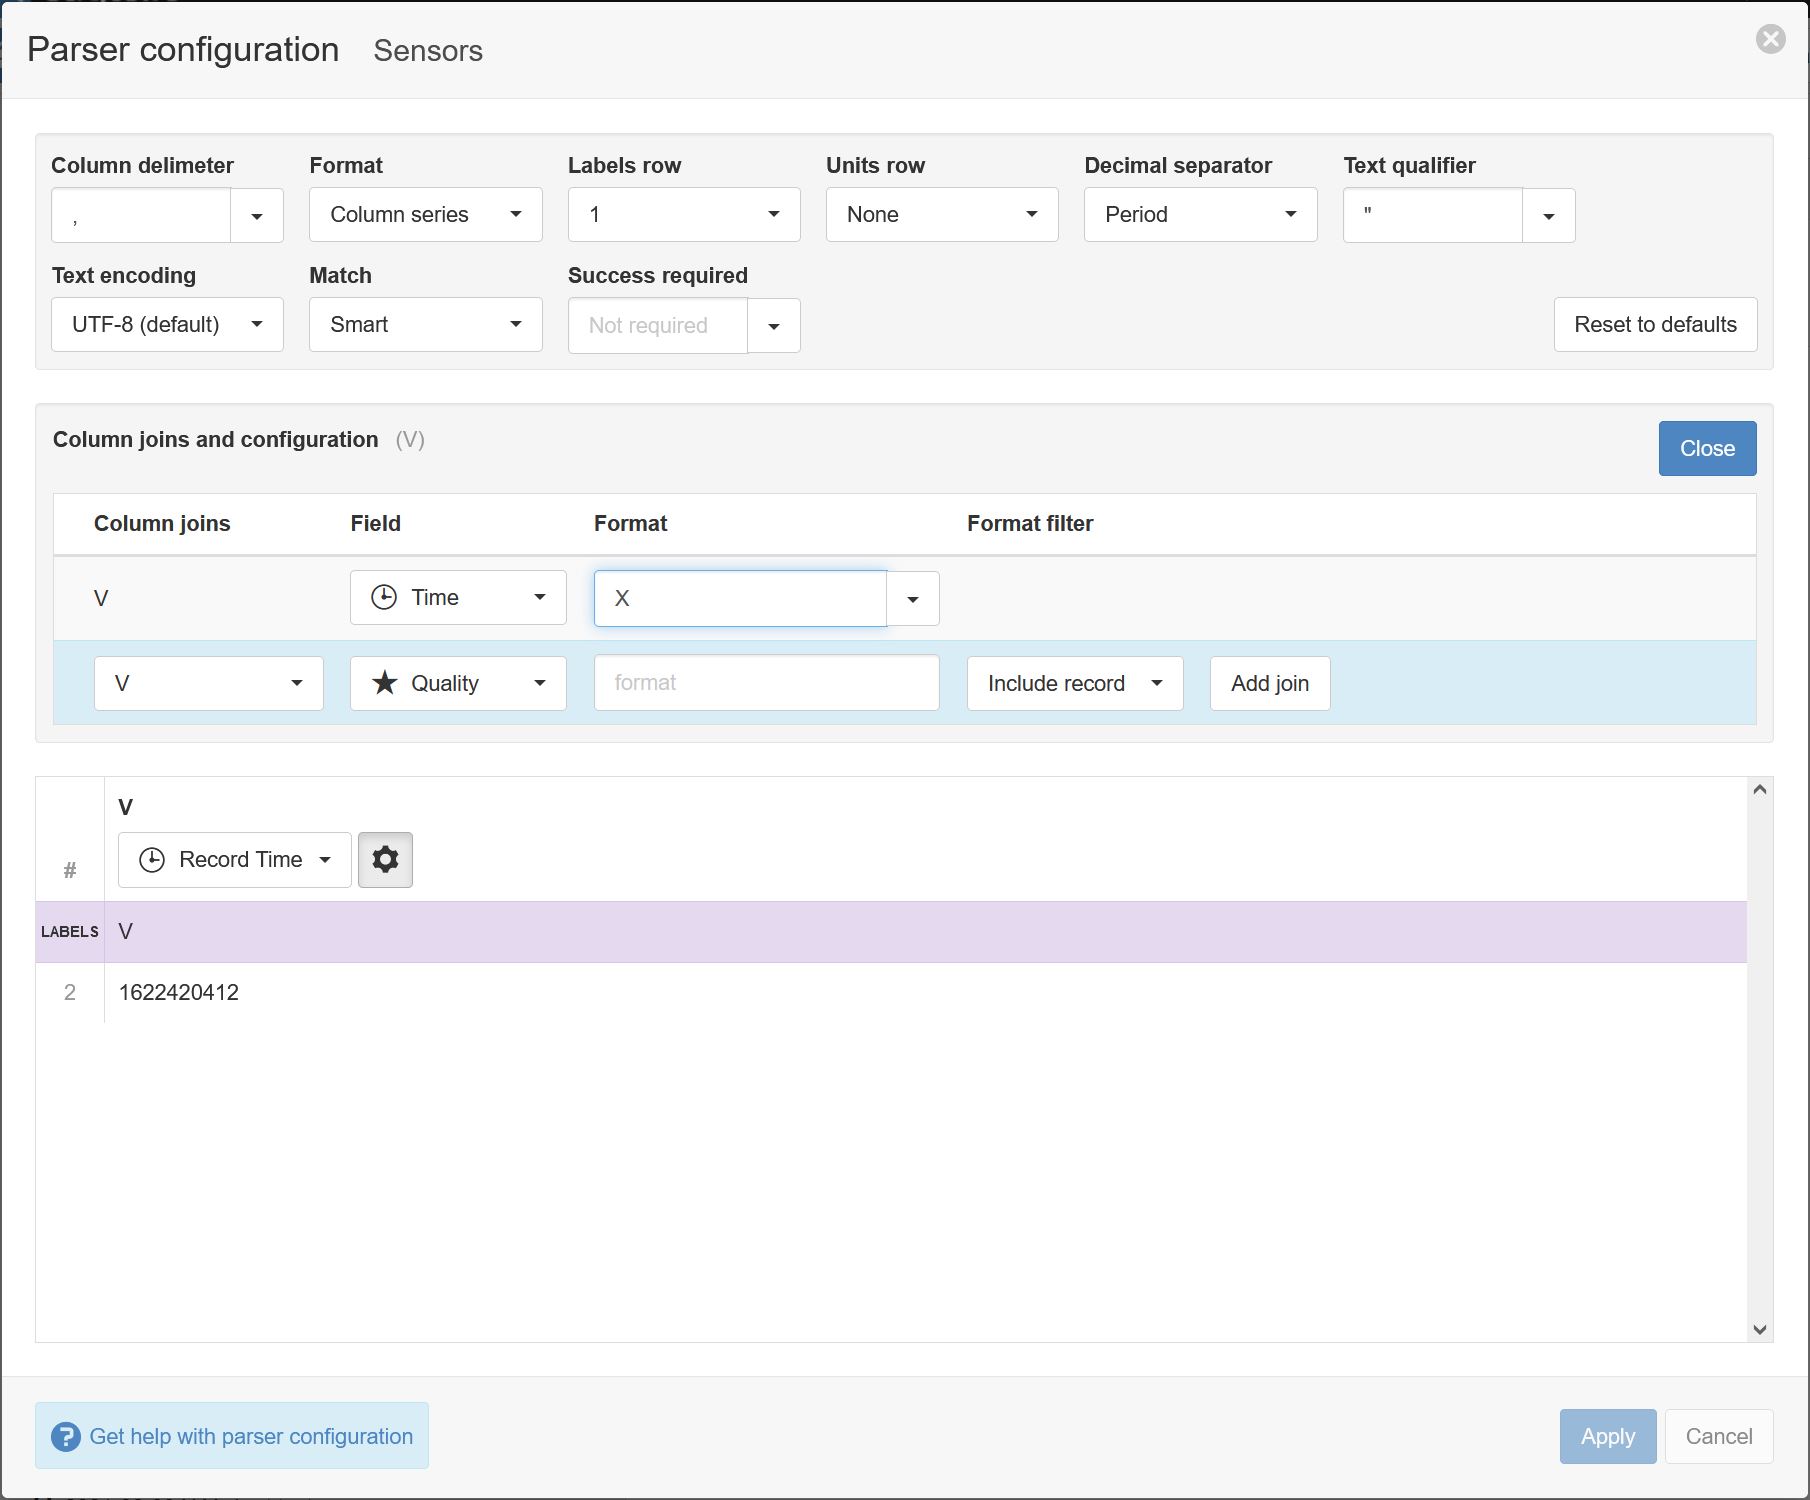 Parser configuration Sensors
Column delimeter Format Labels row Units row Decimal separator Text qualifier
, Column series 1 None Period "
Text encoding Match Success required
UTF-8 (default) Smart Not required Reset to defaults
Column joins and configuration (V) Close
Column joins Field Format Format filter
V Time X
V Quality format Include record Add join
V
# Record Time
LABELS V
2 1622420412
? Get help with parser configuration Apply Cancel